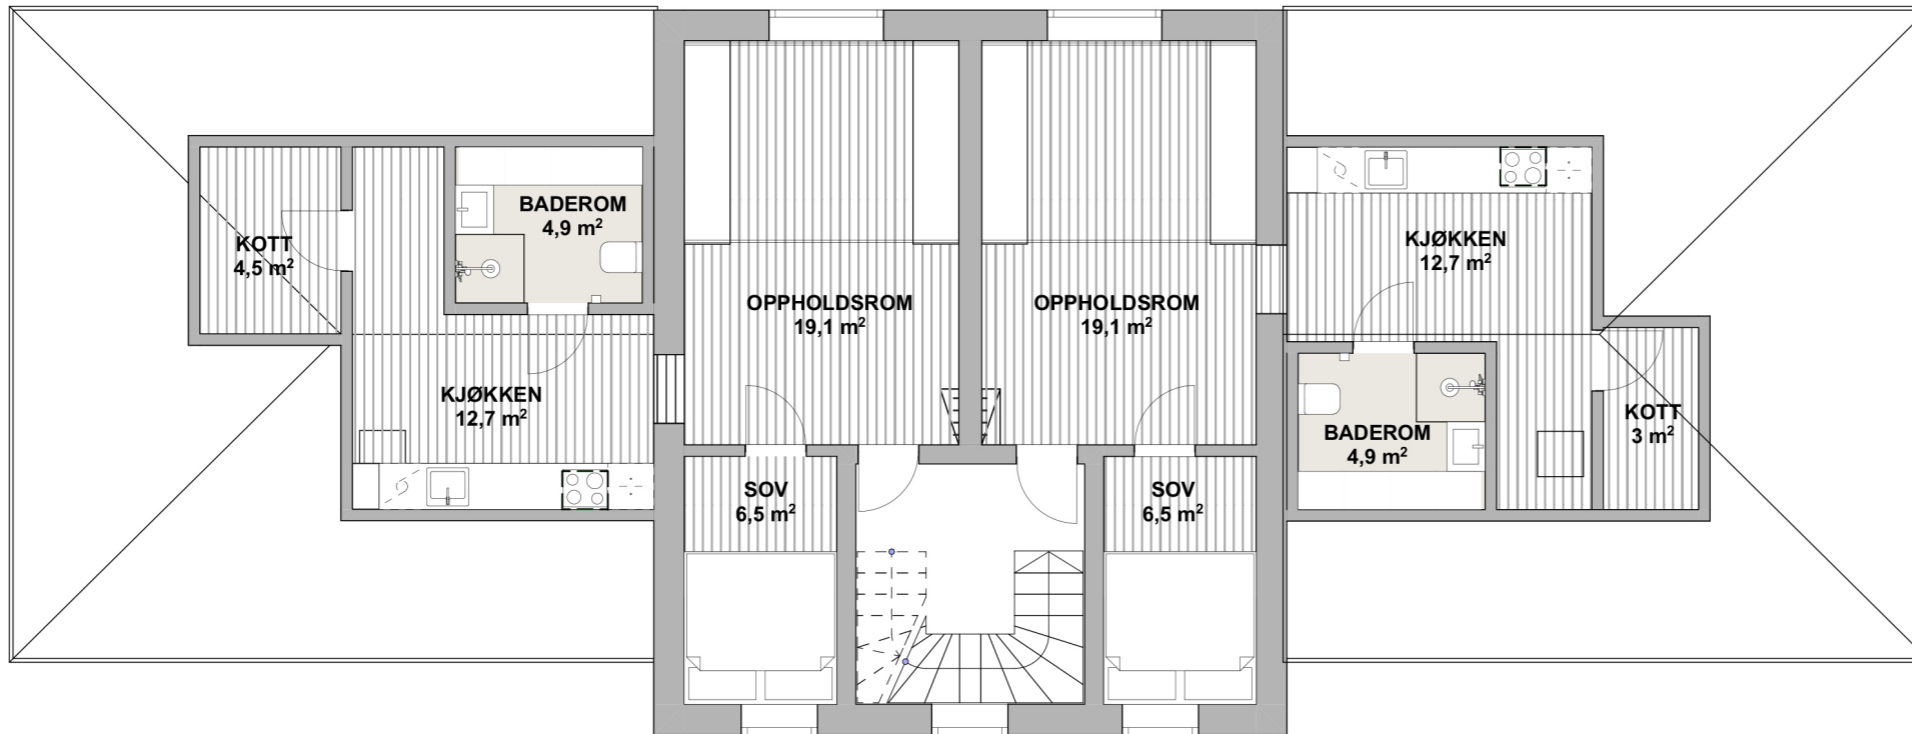 BADEROM
4,9 m²
KOTT
4,5 m²
OPPHOLDSROM
19,1 m²
KJØKKEN
12,7 m²
SOV
6,5 m²
OPPHOLDSROM
19,1 m²
SOV
6,5 m²
KJØKKEN
12,7 m²
BADEROM
4,9 m²
KOTT
3 m²